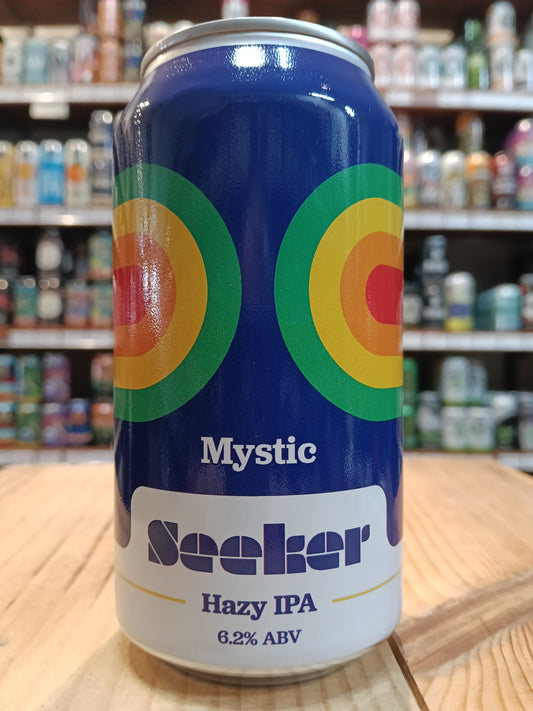 Mystic
Seeker
Hazy IPA
6.2% ABV